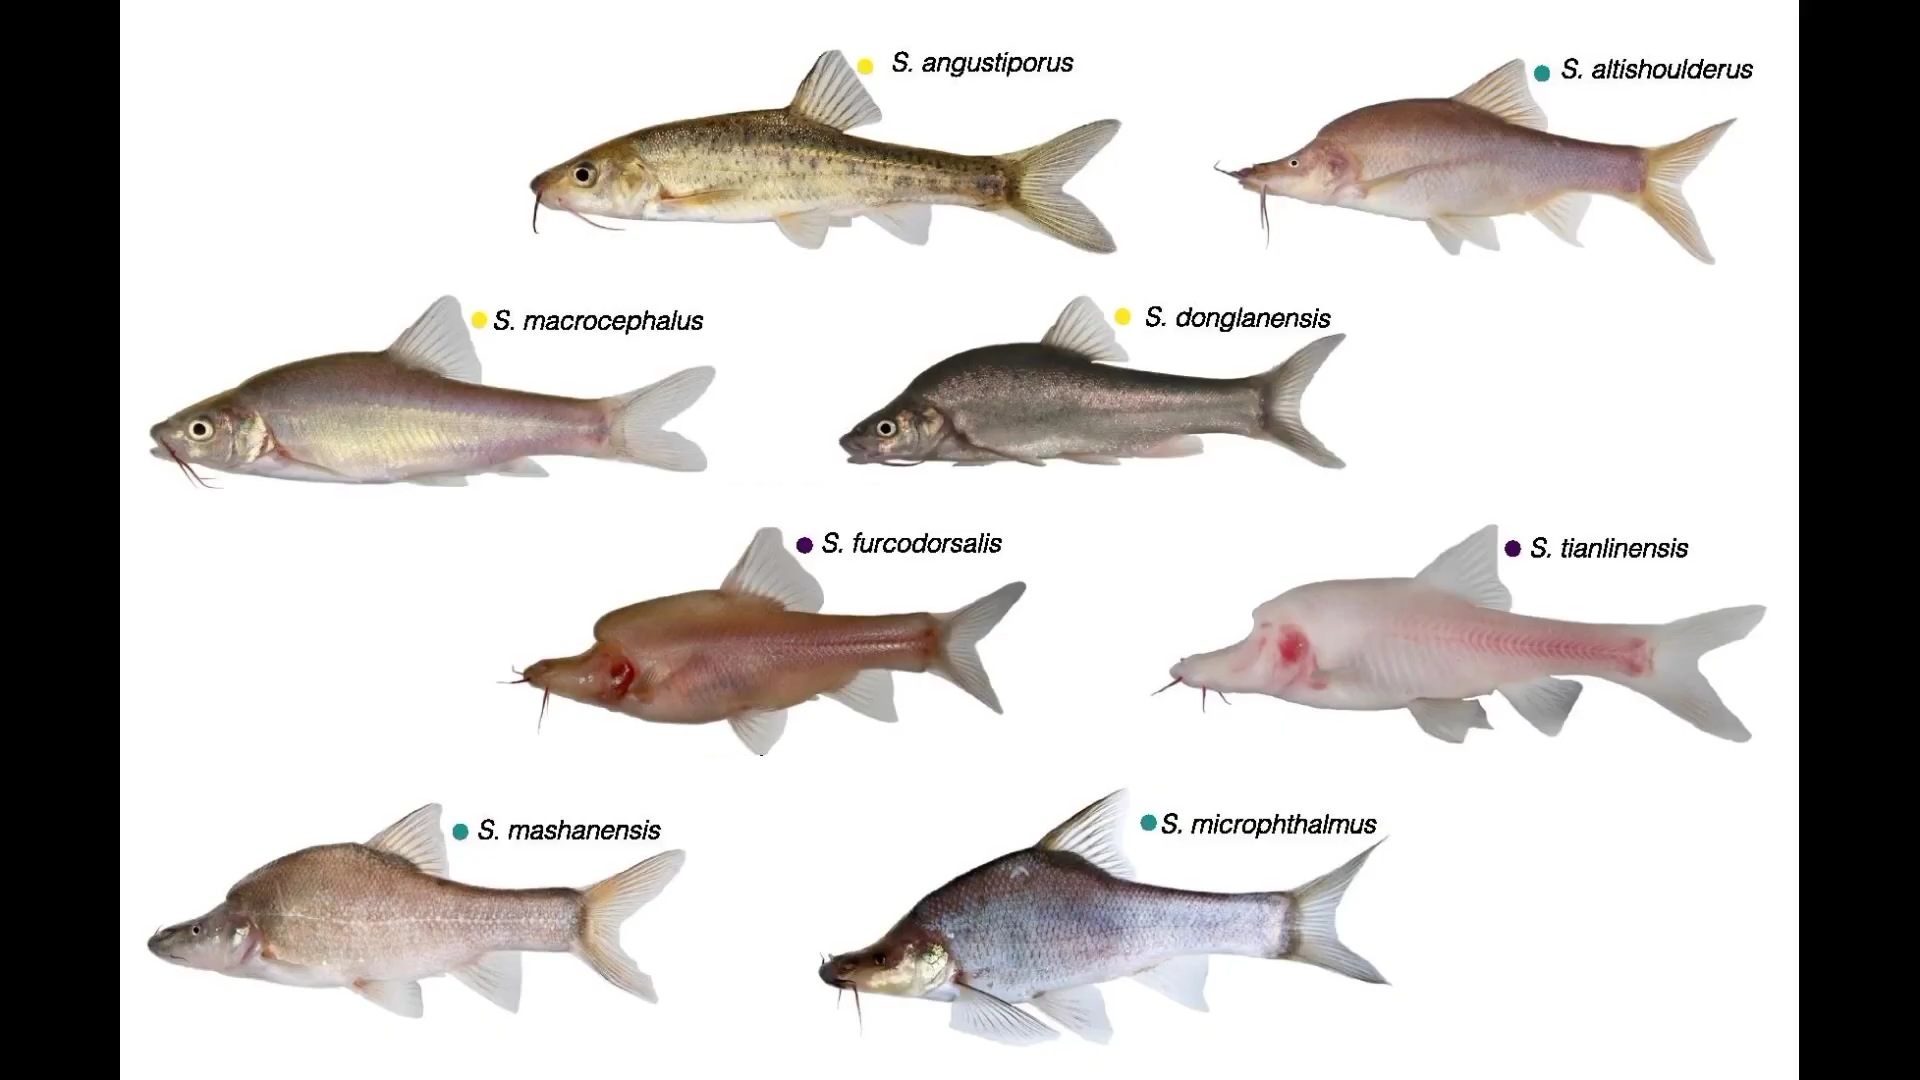 S. angustiporus
S. altishoulderus
S. macrocephalus
S. donglanensis
S. furcodorsalis
S. tianlinensis
S. mashanensis
S. microphthalmus